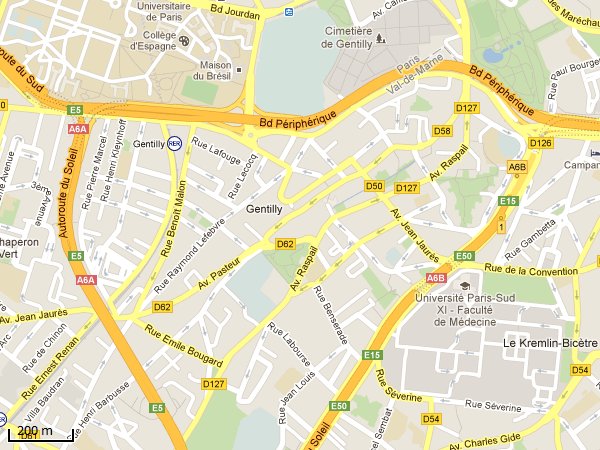 Universitaire
de Paris
Bd Jourdan
Av. Cai
Cimetière
de Gentilly
des Maréchau
Collège
d'Espagne
Maison
du Brésil
Paris
Val-de-Marne
Rue Paul Bourget
route du Sud
Bd Périphérique
E5
A6A
Bd Périphérique
D127
D58
D126
Gentilly
RER
Rue Lafouge
Rue Lecocq
Rue Pierre Marcel
Rue Henri Kleynhoff
Autoroute du Soleil
Rue Benoît Malon
3ème Avenue
Avenue
D50
D127
Av. Raspail
A6B
Campan
E15
1
Gentilly
Rue Raymond Lefebvre
Av. Jean Jaurès
Rue Gambetta
haperon
Vert
E5
A6A
D62
E50
Av. Pasteur
Av. Raspail
A6B
Rue de la Convention
Université Paris-Sud
XI - Faculté
de Médecine
Av. Jean Jaurès
D62
Rue Benserade
Rue Emile Bougard
Rue Labourse
Arc
Rue de Chinon
Rue Ernest Renan
Le Kremlin-Bicêtre
E15
D54
D127
Rue Jean Louis
Rue Séverine
Rue Séverine
Villa Baudran
Rue Henri Barbusse
E5
E50
D54
cel Sembat
Av. Charles Gide
D61
200 m
u Soleil